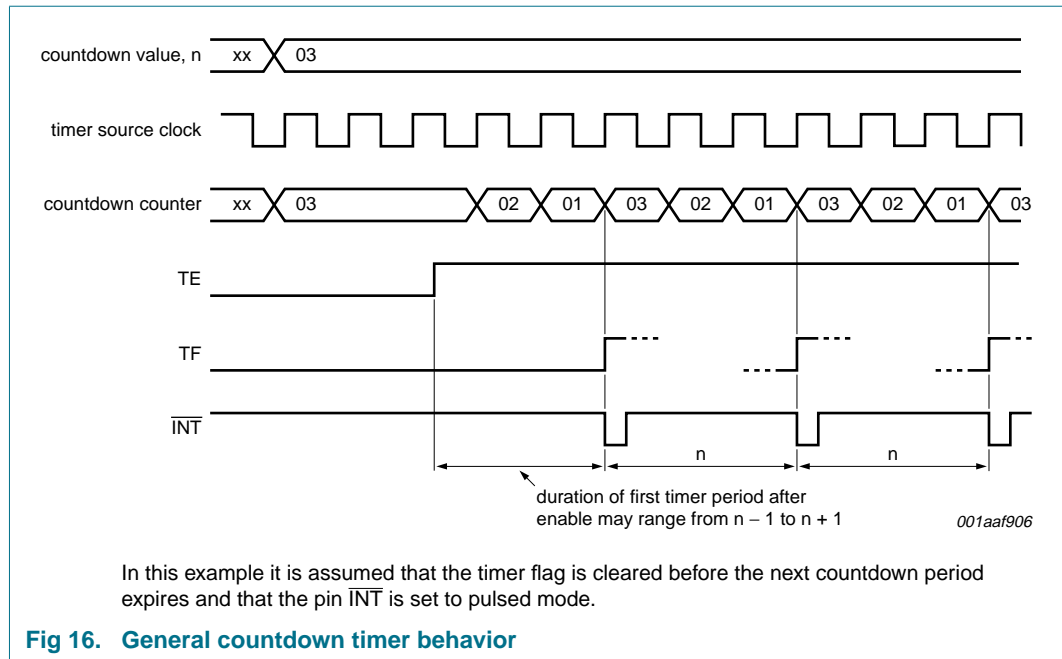 countdown value, n xx 03
timer source clock
countdown counter xx 03 02 01 03 02 01 03 02 01 03
TE
TF
INT
n n
duration of first timer period after
enable may range from n − 1 to n + 1
001aaf906
In this example it is assumed that the timer flag is cleared before the next countdown period
expires and that the pin INT is set to pulsed mode.
Fig 16. General countdown timer behavior